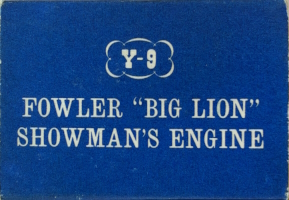 Y-9
FOWLER "BIG LION"
SHOWMAN'S ENGINE